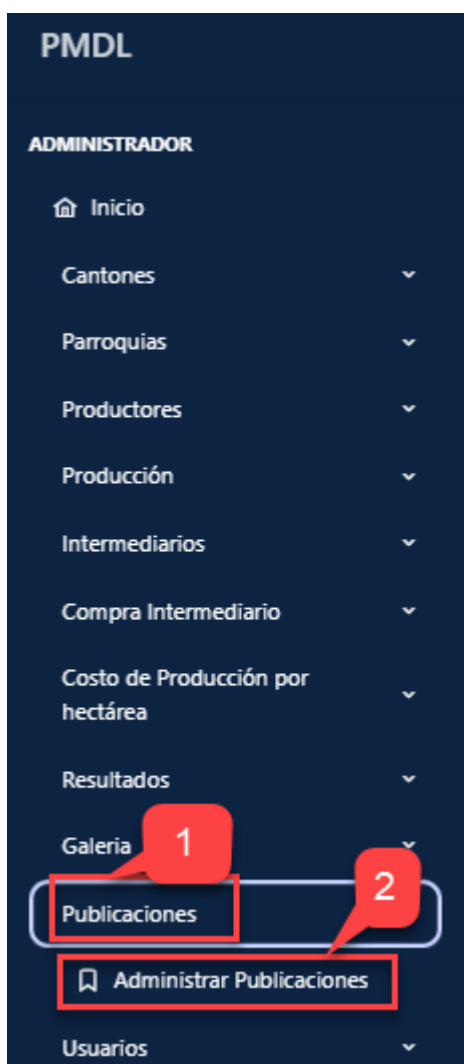 PMDL
ADMINISTRADOR
Inicio
Cantones
Parroquias
Productores
Producción
Intermediarios
Compra Intermediario
Costo de Producción por
hectárea
Resultados
Galeria
1
2
Publicaciones
Administrar Publicaciones
Usuarios